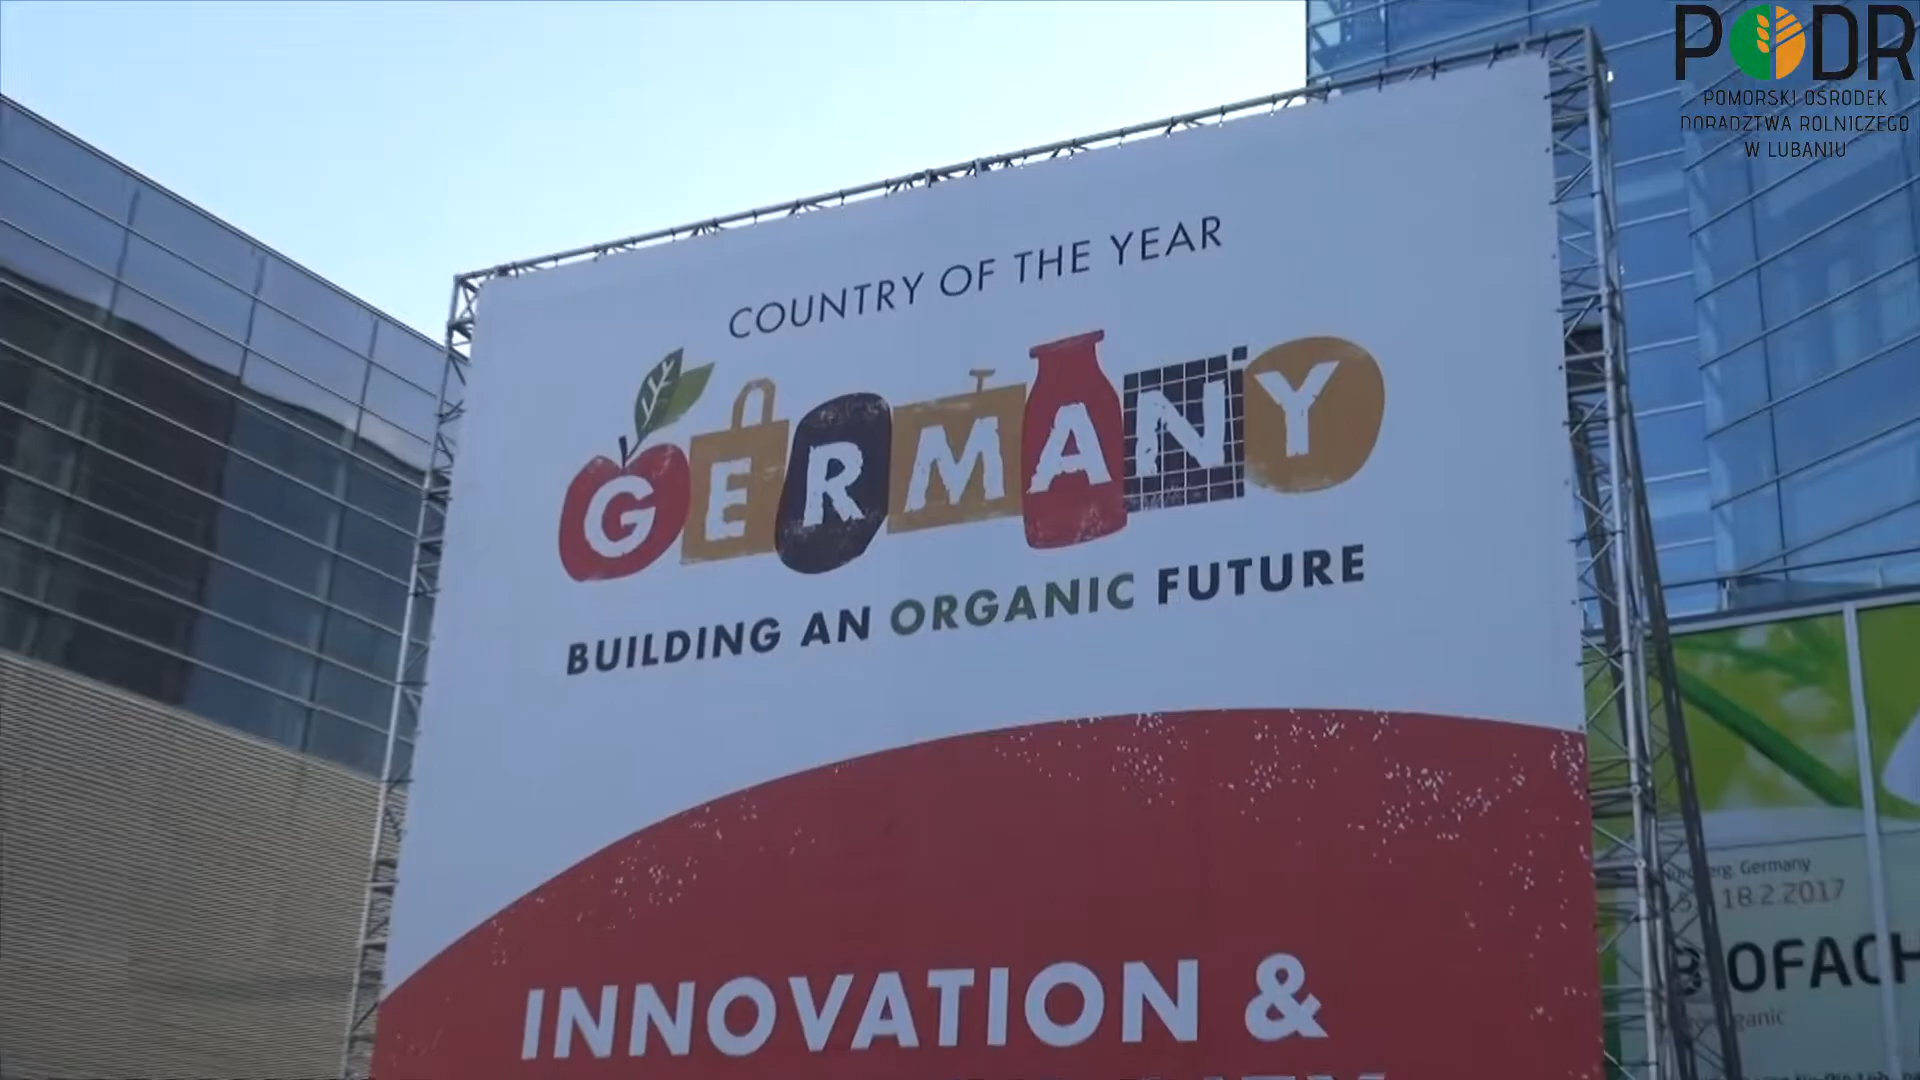 PODR
POMORSKI OŚRODEK
DORADZTWA ROLNICZEGO
W LUBANIU
COUNTRY OF THE YEAR
GERMANY
BUILDING AN ORGANIC FUTURE
INNOVATION &
Germany
18.2.2017
OFACH